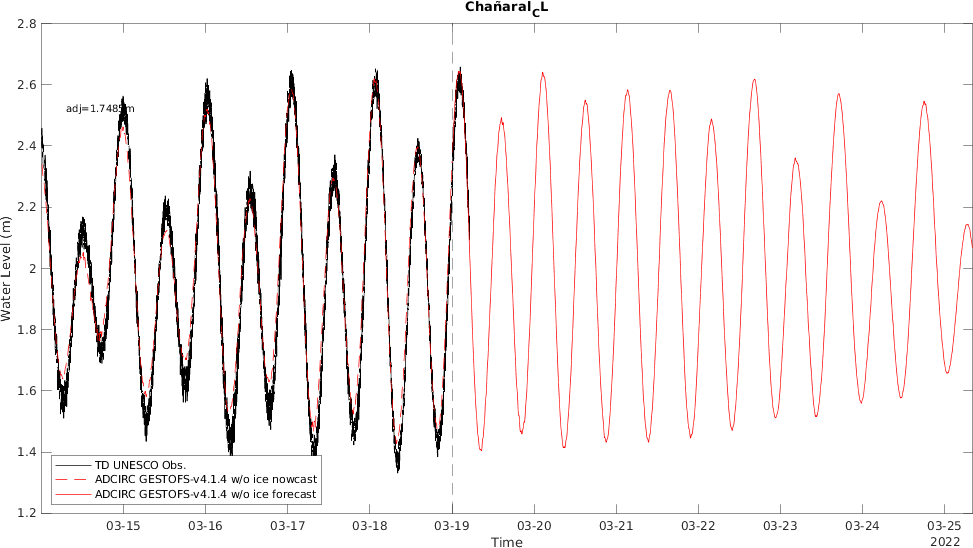 Chañaral_CL
2.8
2.6
2.4
2.2
2
1.8
1.6
1.4
1.2
Water Level (m)
adj=1.7485m
TD UNESCO Obs.
ADCIRC GESTOFS-v4.1.4 w/o ice nowcast
ADCIRC GESTOFS-v4.1.4 w/o ice forecast
03-15 03-16 03-17 03-18 03-19 03-20 03-21 03-22 03-23 03-24 03-25
Time
2022